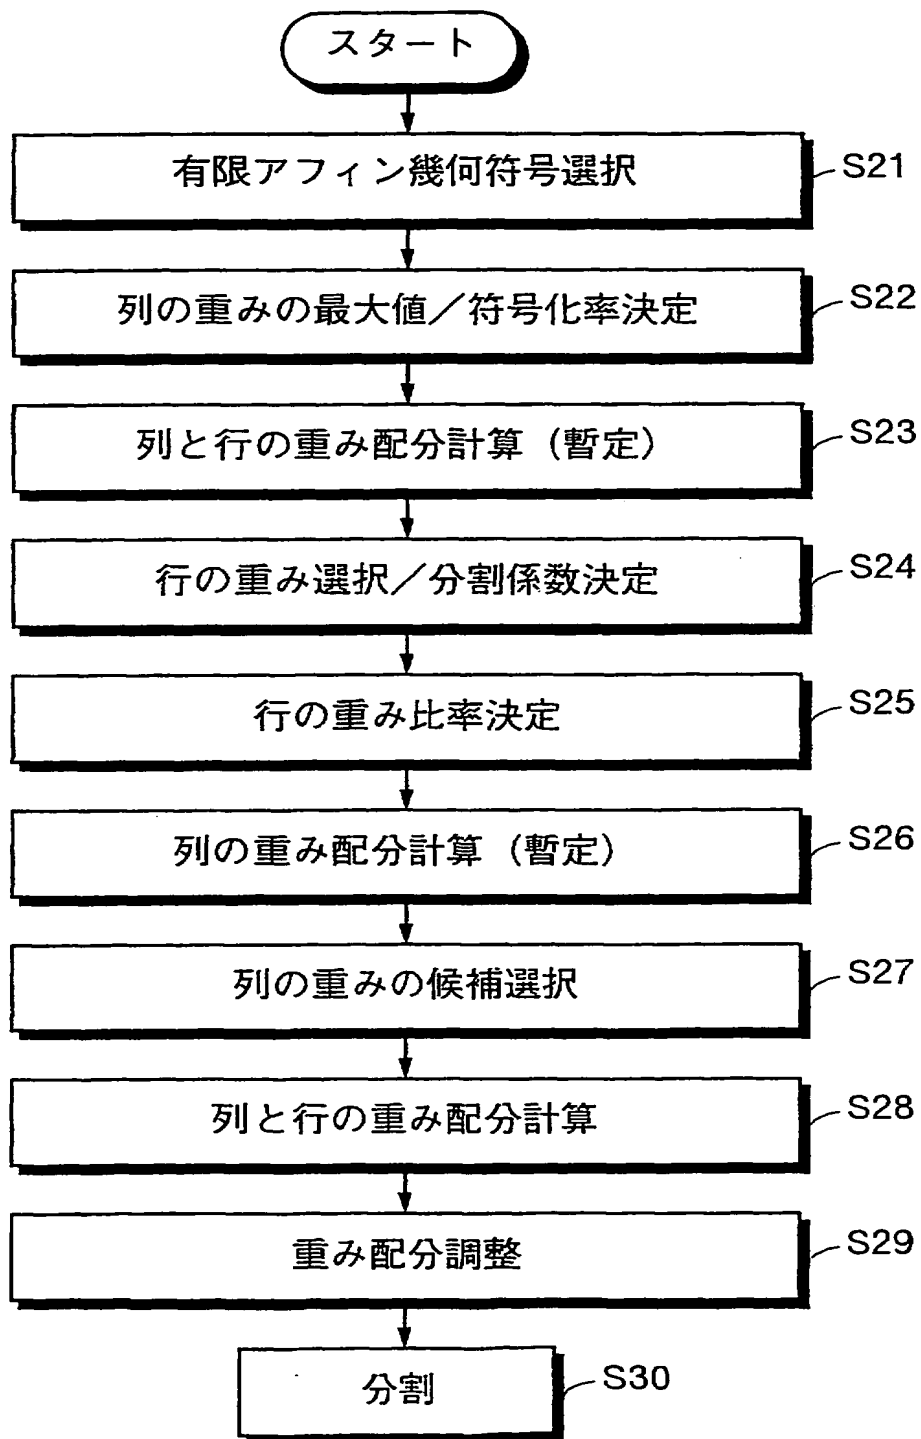 スタート
有限アフィン幾何符号選択
S21
列の重みの最大値／符号化率決定
S22
列と行の重み配分計算（暫定）
S23
行の重み選択／分割係数決定
S24
行の重み比率決定
S25
列の重み配分計算（暫定）
S26
列の重みの候補選択
S27
列と行の重み配分計算
S28
重み配分調整
S29
分割
S30